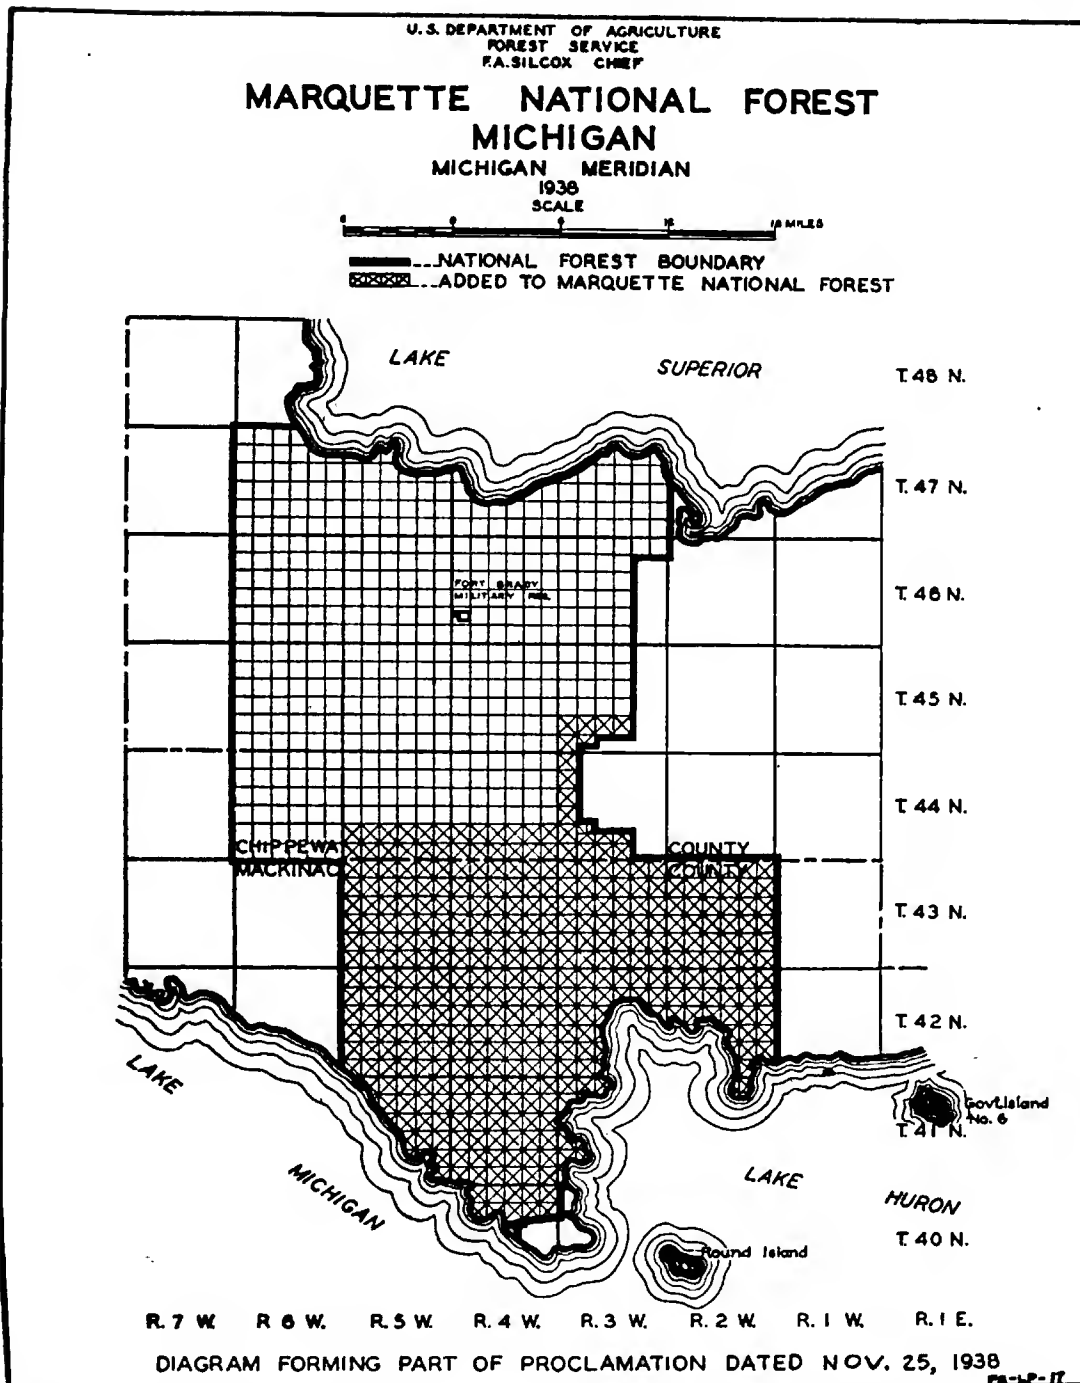 U.S. DEPARTMENT OF AGRICULTURE
FOREST SERVICE
F.A. SILCOX CHIEF
MARQUETTE NATIONAL FOREST
MICHIGAN
MICHIGAN MERIDIAN
1938
SCALE
18 MILES
NATIONAL FOREST BOUNDARY
ADDED TO MARQUETTE NATIONAL FOREST
LAKE SUPERIOR
T. 48 N.
T. 47 N.
FORT BRADY
MILITARY RES.
T. 46 N.
T. 45 N.
T. 44 N.
CHIPPEWA COUNTY
MACKINAC COUNTY
T. 43 N.
T. 42 N.
LAKE
Govt. Island
No. 6
T. 41 N.
MICHIGAN
LAKE
HURON
T. 40 N.
Round Island
R. 7 W. R 6 W. R. 5 W. R. 4 W. R. 3 W. R. 2 W. R. 1 W. R. 1 E.
DIAGRAM FORMING PART OF PROCLAMATION DATED NOV. 25, 1938